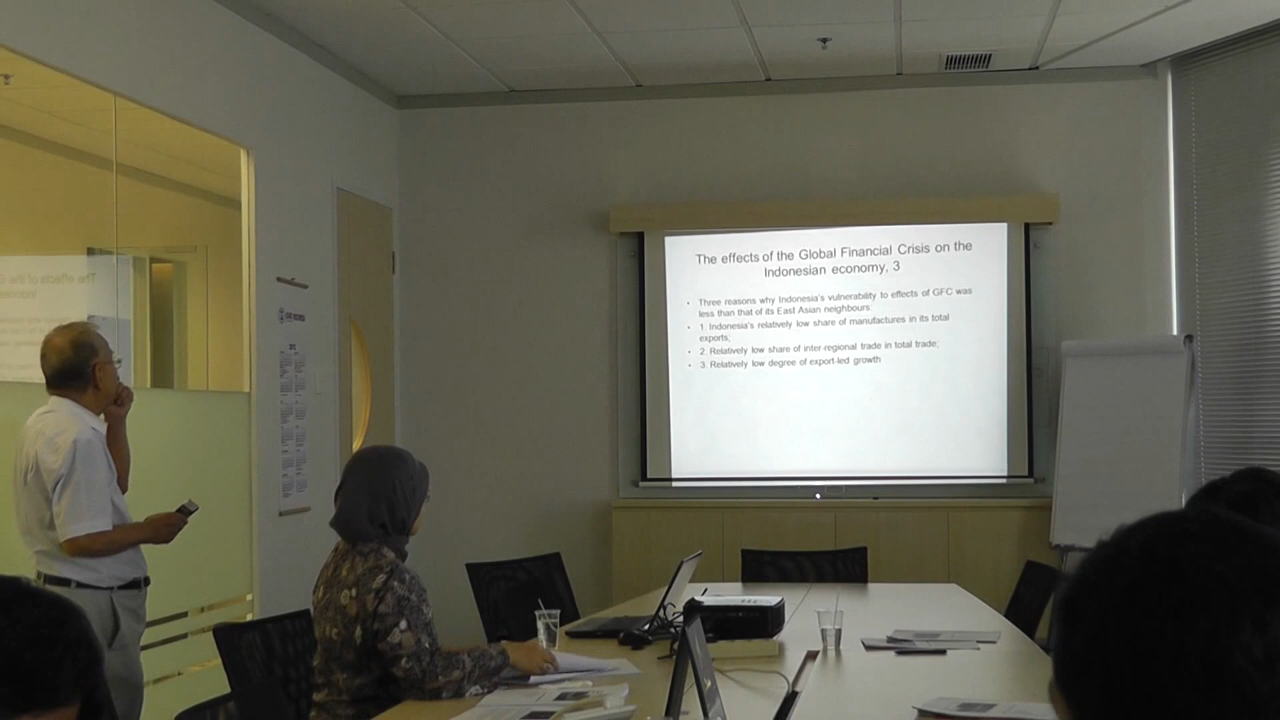 The effects of the Global Financial Crisis on the
Indonesian economy, 3
• Three reasons why Indonesia's vulnerability to effects of GFC was
less than that of its East Asian neighbours:
• 1. Indonesia's relatively low share of manufactures in its total
exports;
• 2. Relatively low share of inter-regional trade in total trade;
• 3. Relatively low degree of export-led growth